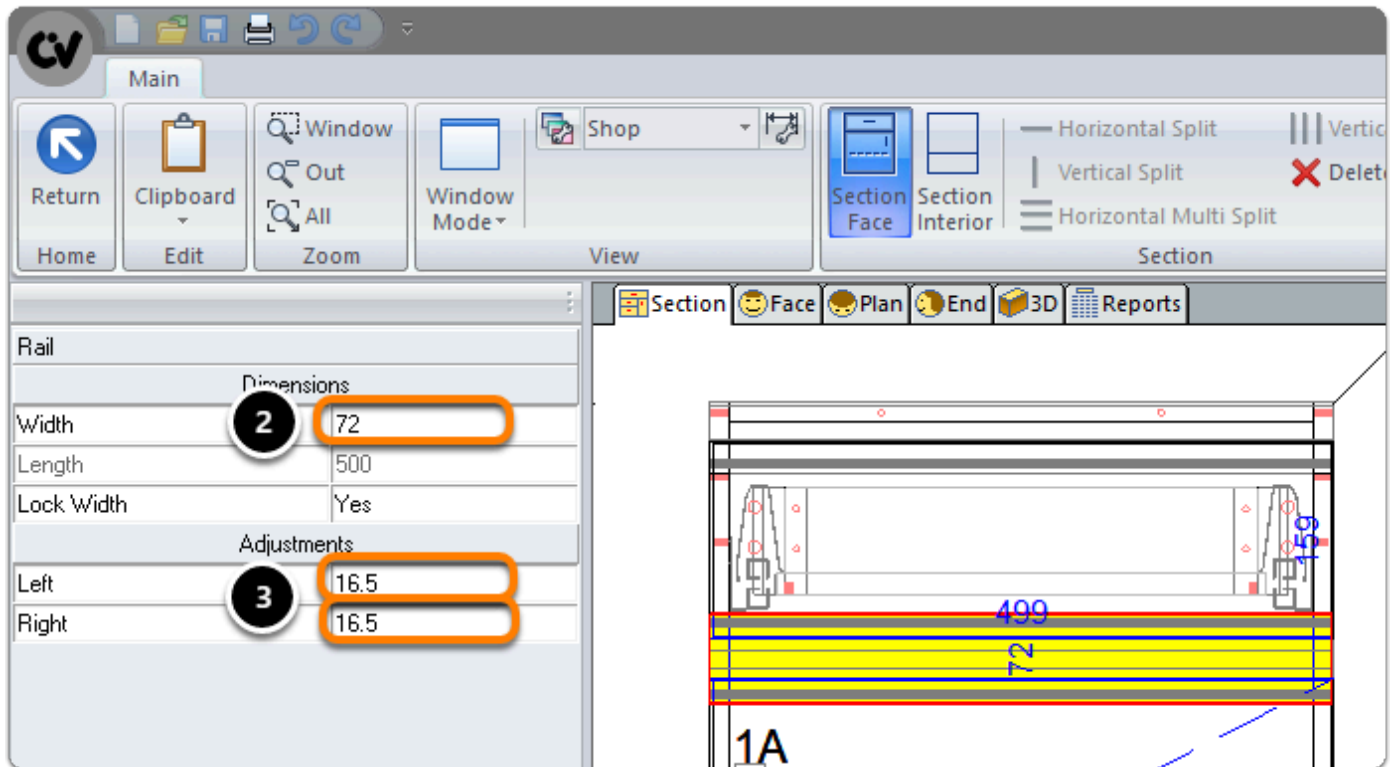 CV
Main
Return
Clipboard
Window
Out
All
Window Mode
Shop
Section Face
Section Interior
Horizontal Split
Vertical Split
Horizontal Multi Split
Vertic
Delete
Home
Edit
Zoom
View
Section
Section Face Plan End 3D Reports
Rail
Dimensions
Width 2 72
Length 500
Lock Width Yes
Adjustments
Left 16.5
3
Right 16.5
159
499
72
1A